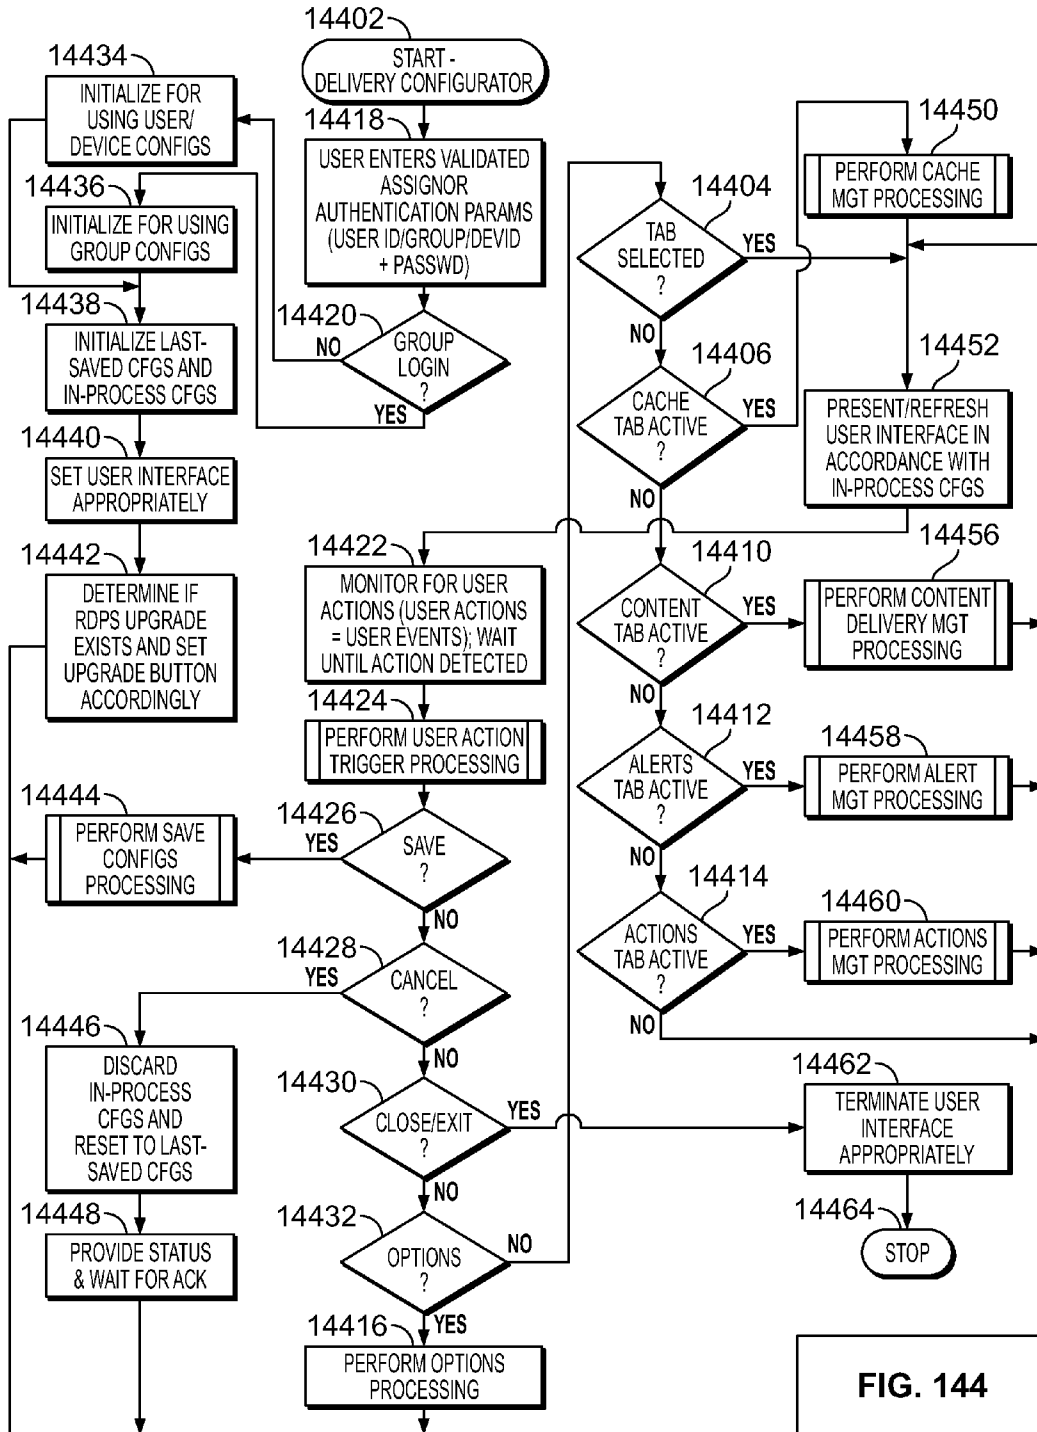 14402
START -
DELIVERY CONFIGURATOR
14418
USER ENTERS VALIDATED
ASSIGNOR
AUTHENTICATION PARAMS
(USER ID/GROUP/DEVID
+ PASSWD)
14420
GROUP
LOGIN
?
NO
YES
14434
INITIALIZE FOR
USING USER/
DEVICE CONFIGS
14436
INITIALIZE FOR USING
GROUP CONFIGS
14438
INITIALIZE LAST-
SAVED CFGS AND
IN-PROCESS CFGS
14440
SET USER INTERFACE
APPROPRIATELY
14442
DETERMINE IF
RDPS UPGRADE
EXISTS AND SET
UPGRADE BUTTON
ACCORDINGLY
14422
MONITOR FOR USER
ACTIONS (USER ACTIONS
= USER EVENTS); WAIT
UNTIL ACTION DETECTED
14424
PERFORM USER ACTION
TRIGGER PROCESSING
14426
SAVE
?
YES
NO
14444
PERFORM SAVE
CONFIGS
PROCESSING
14428
CANCEL
?
YES
NO
14446
DISCARD
IN-PROCESS
CFGS AND
RESET TO LAST-
SAVED CFGS
14448
PROVIDE STATUS
& WAIT FOR ACK
14430
CLOSE/EXIT
?
YES
NO
14432
OPTIONS
?
NO
YES
14416
PERFORM OPTIONS
PROCESSING
14404
TAB
SELECTED
?
YES
NO
14406
CACHE
TAB ACTIVE
?
YES
NO
14410
CONTENT
TAB ACTIVE
?
YES
NO
14412
ALERTS
TAB ACTIVE
?
YES
NO
14414
ACTIONS
TAB ACTIVE
?
YES
NO
14450
PERFORM CACHE
MGT PROCESSING
14452
PRESENT/REFRESH
USER INTERFACE IN
ACCORDANCE WITH
IN-PROCESS CFGS
14456
PERFORM CONTENT
DELIVERY MGT
PROCESSING
14458
PERFORM ALERT
MGT PROCESSING
14460
PERFORM ACTIONS
MGT PROCESSING
14462
TERMINATE USER
INTERFACE
APPROPRIATELY
14464
STOP
FIG. 144